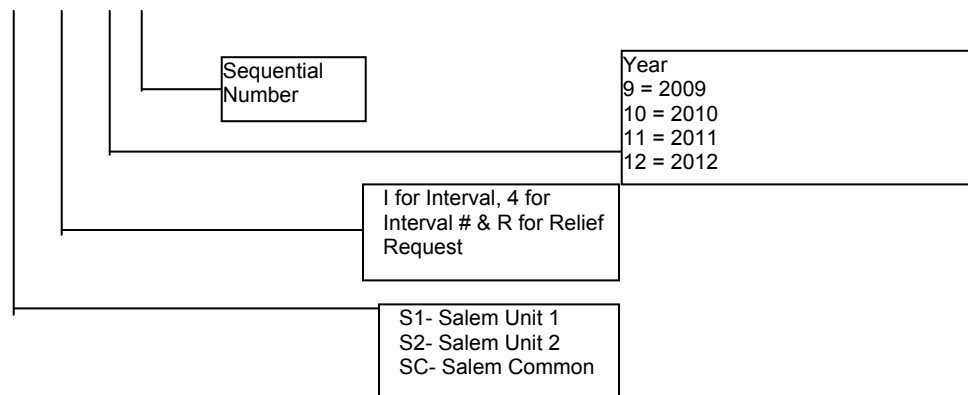 Sequential
Number
Year
9 = 2009
10 = 2010
11 = 2011
12 = 2012
I for Interval, 4 for
Interval # & R for Relief
Request
S1- Salem Unit 1
S2- Salem Unit 2
SC- Salem Common